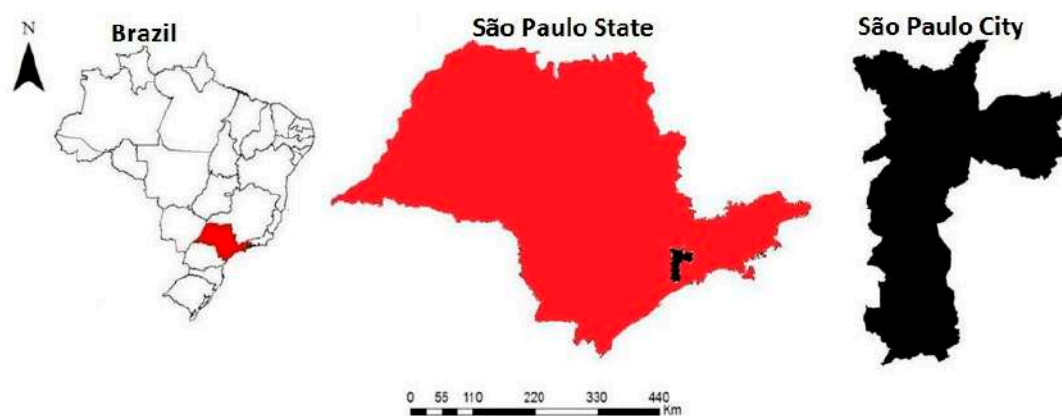 N
Brazil
São Paulo State
São Paulo City
0 55 110 220 330 440
Km